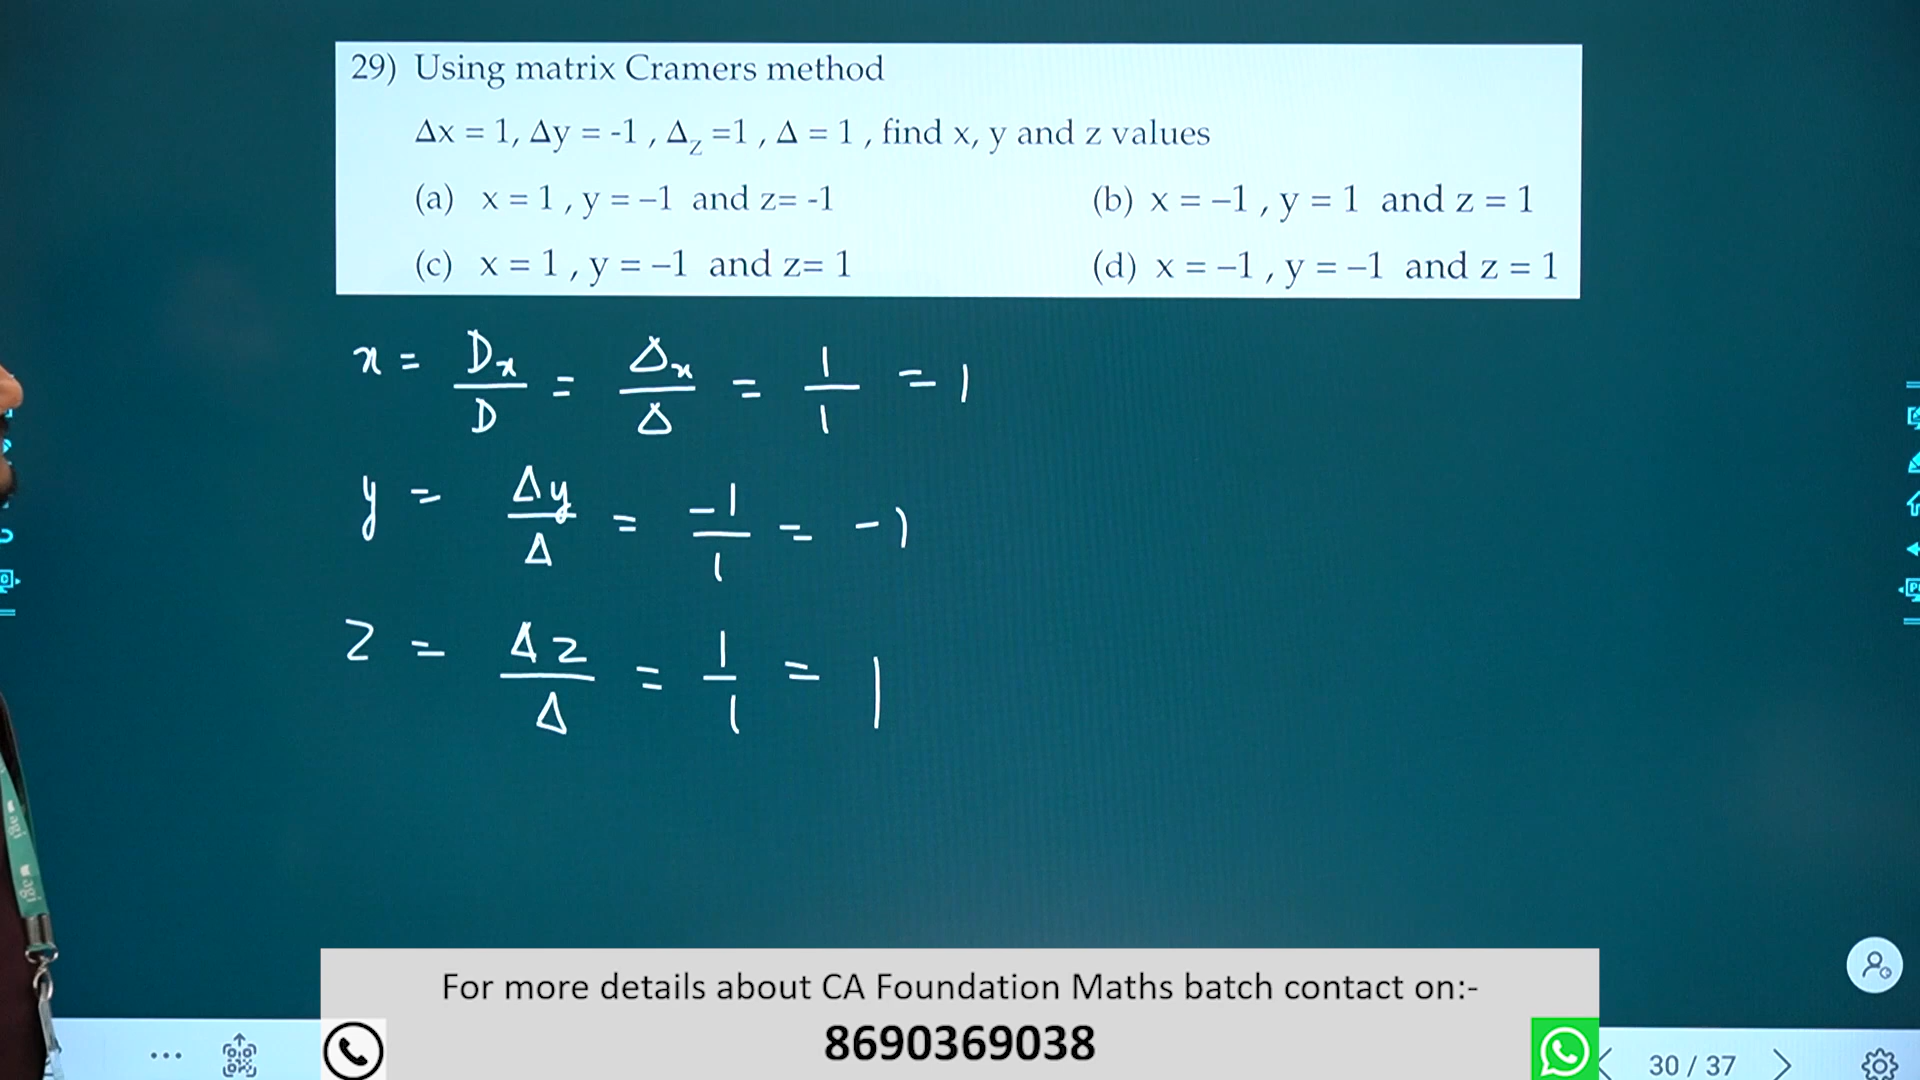 29) Using matrix Cramers method
Δx = 1, Δy = -1 , Δz =1 , Δ = 1 , find x, y and z values
(a) x = 1 , y = –1 and z= -1 (b) x = –1 , y = 1 and z = 1
(c) x = 1 , y = –1 and z= 1 (d) x = –1 , y = –1 and z = 1
x = Dx/D = Δx/Δ = 1/1 = 1
y = Δy/Δ = -1/1 = -1
z = Δz/Δ = 1/1 = 1
For more details about CA Foundation Maths batch contact on:-
8690369038
30 / 37